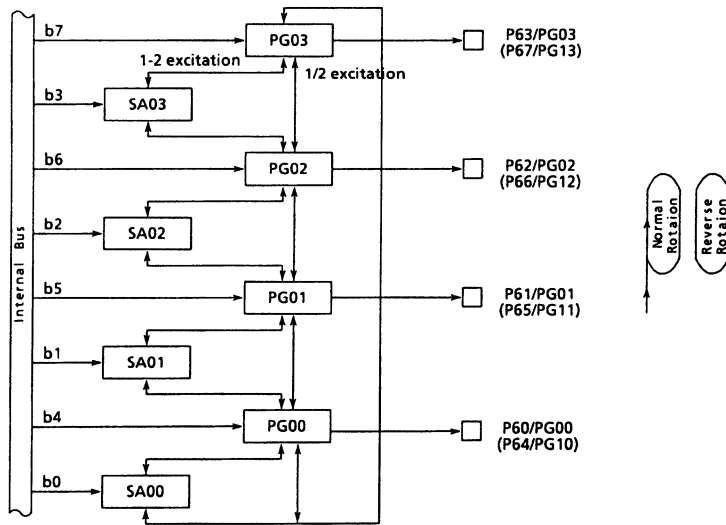 b7
PG03
P63/PG03
(P67/PG13)
1-2 excitation
1/2 excitation
b3
SA03
b6
PG02
P62/PG02
(P66/PG12)
b2
SA02
Internal Bus
b5
PG01
P61/PG01
(P65/PG11)
b1
SA01
b4
PG00
P60/PG00
(P64/PG10)
b0
SA00
Normal
Rotaion
Reverse
Rotaion